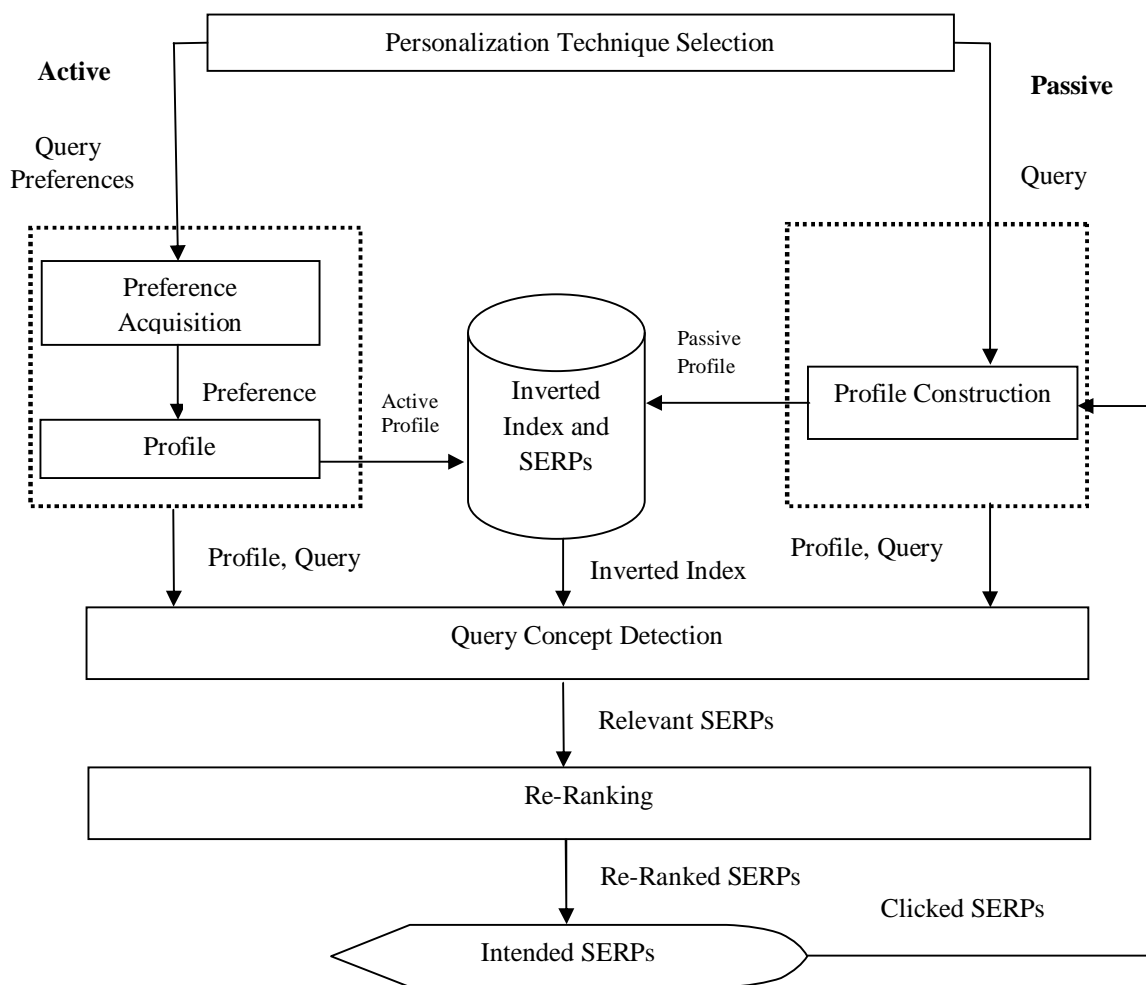 Personalization Technique Selection
Active
Passive
Query
Preferences
Query
Preference
Acquisition
Preference
Profile
Active
Profile
Inverted
Index and
SERPs
Passive
Profile
Profile Construction
Profile, Query
Inverted Index
Profile, Query
Query Concept Detection
Relevant SERPs
Re-Ranking
Re-Ranked SERPs
Clicked SERPs
Intended SERPs